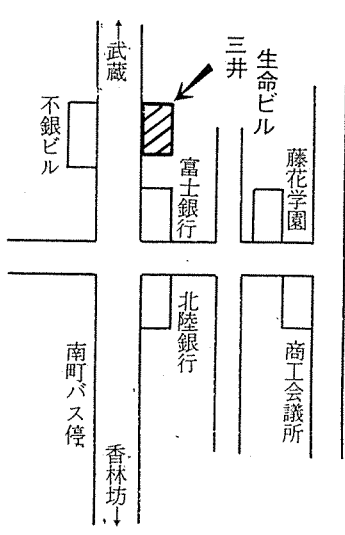 ←武蔵
三井
生命ビル
不銀ビル
富士銀行
藤花学園
北陸銀行
商工会議所
南町バス停
香林坊→